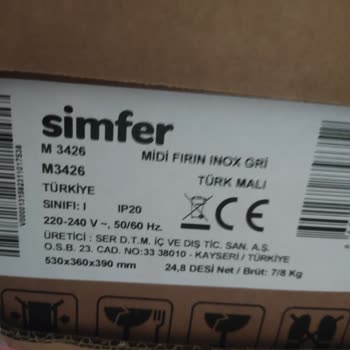 simfer
M 3426
MİDİ FIRIN INOX GRİ
M3426
TÜRK MALI
TÜRKİYE
SINIFI: I
IP20
220-240 V ~, 50/60 Hz.
ÜRETİCİ : SER D.T.M. İÇ VE DIŞ TİC. SAN. A.Ş.
O.S.B. 23. CAD. NO:33 38010 - KAYSERİ / TÜRKİYE
530x360x390 mm
24,8 DESİ Net / Brüt: 7/8 Kg